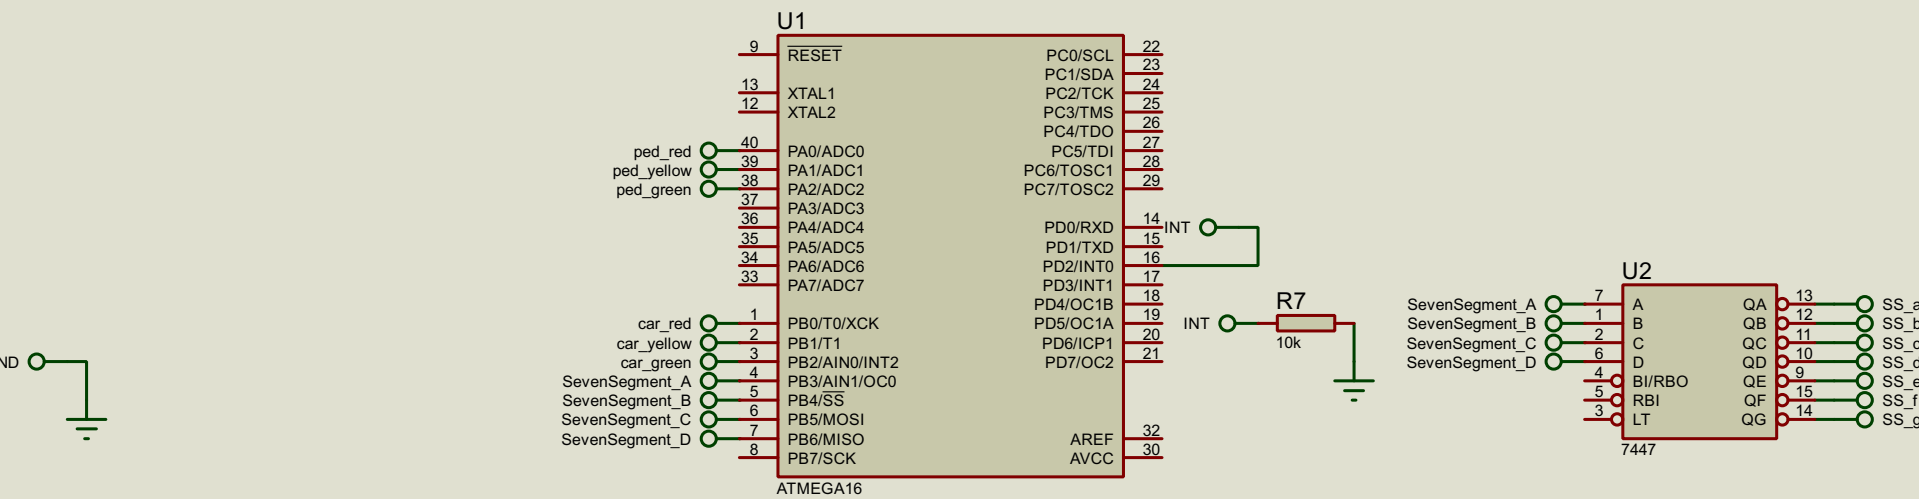 U1
9 RESET
13 XTAL1
12 XTAL2
ped_red 40 PA0/ADC0
ped_yellow 39 PA1/ADC1
ped_green 38 PA2/ADC2
37 PA3/ADC3
36 PA4/ADC4
35 PA5/ADC5
34 PA6/ADC6
33 PA7/ADC7
car_red 1 PB0/T0/XCK
car_yellow 2 PB1/T1
car_green 3 PB2/AIN0/INT2
SevenSegment_A 4 PB3/AIN1/OC0
SevenSegment_B 5 PB4/SS
SevenSegment_C 6 PB5/MOSI
SevenSegment_D 7 PB6/MISO
8 PB7/SCK
PC0/SCL 22
PC1/SDA 23
PC2/TCK 24
PC3/TMS 25
PC4/TDO 26
PC5/TDI 27
PC6/TOSC1 28
PC7/TOSC2 29
PD0/RXD 14 INT
PD1/TXD 15
PD2/INT0 16
PD3/INT1 17
PD4/OC1B 18
PD5/OC1A 19
PD6/ICP1 20
PD7/OC2 21
AREF 32
AVCC 30
ATMEGA16
ND
R7
INT
10k
U2
SevenSegment_A 7 A QA 13 SS_a
SevenSegment_B 1 B QB 12 SS_b
SevenSegment_C 2 C QC 11 SS_c
SevenSegment_D 6 D QD 10 SS_d
4 BI/RBO QE 9 SS_e
5 RBI QF 15 SS_f
3 LT QG 14 SS_g
7447